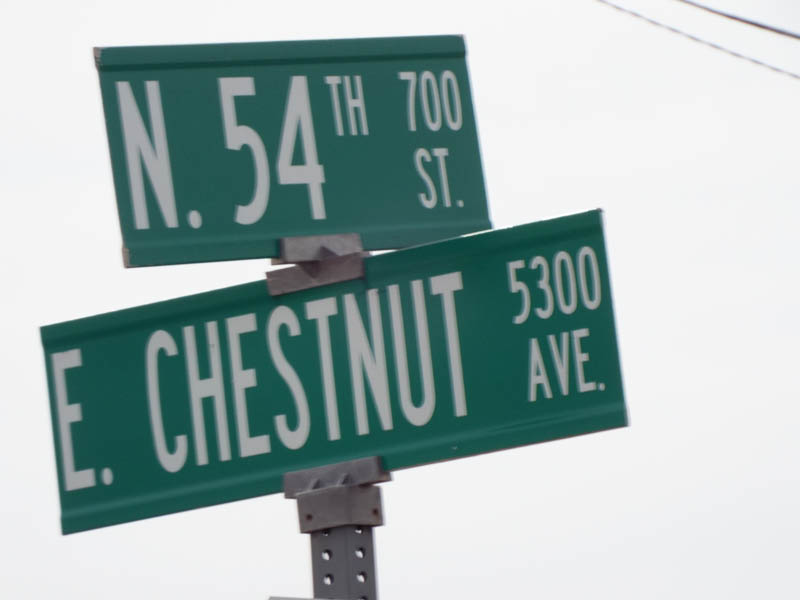 N. 54TH 700 ST.
E. CHESTNUT 5300 AVE.